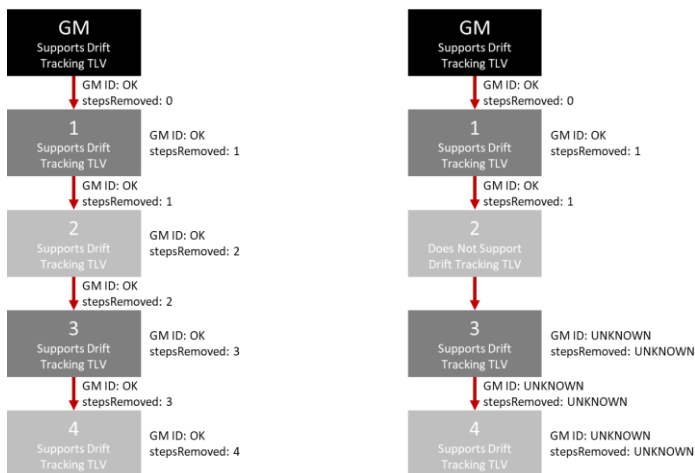 GM
Supports Drift
Tracking TLV
GM ID: OK
stepsRemoved: 0
1
Supports Drift
Tracking TLV
GM ID: OK
stepsRemoved: 1
GM ID: OK
stepsRemoved: 1
2
Supports Drift
Tracking TLV
GM ID: OK
stepsRemoved: 2
GM ID: OK
stepsRemoved: 2
3
Supports Drift
Tracking TLV
GM ID: OK
stepsRemoved: 3
GM ID: OK
stepsRemoved: 3
4
Supports Drift
Tracking TLV
GM ID: OK
stepsRemoved: 4
GM
Supports Drift
Tracking TLV
GM ID: OK
stepsRemoved: 0
1
Supports Drift
Tracking TLV
GM ID: OK
stepsRemoved: 1
GM ID: OK
stepsRemoved: 1
2
Does Not Support
Drift Tracking TLV
3
Supports Drift
Tracking TLV
GM ID: UNKNOWN
stepsRemoved: UNKNOWN
GM ID: UNKNOWN
stepsRemoved: UNKNOWN
4
Supports Drift
Tracking TLV
GM ID: UNKNOWN
stepsRemoved: UNKNOWN